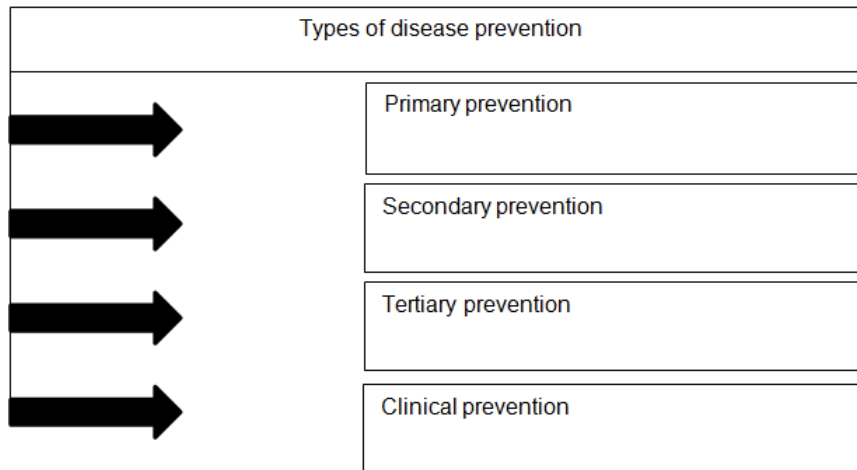 Types of disease prevention
Primary prevention
Secondary prevention
Tertiary prevention
Clinical prevention